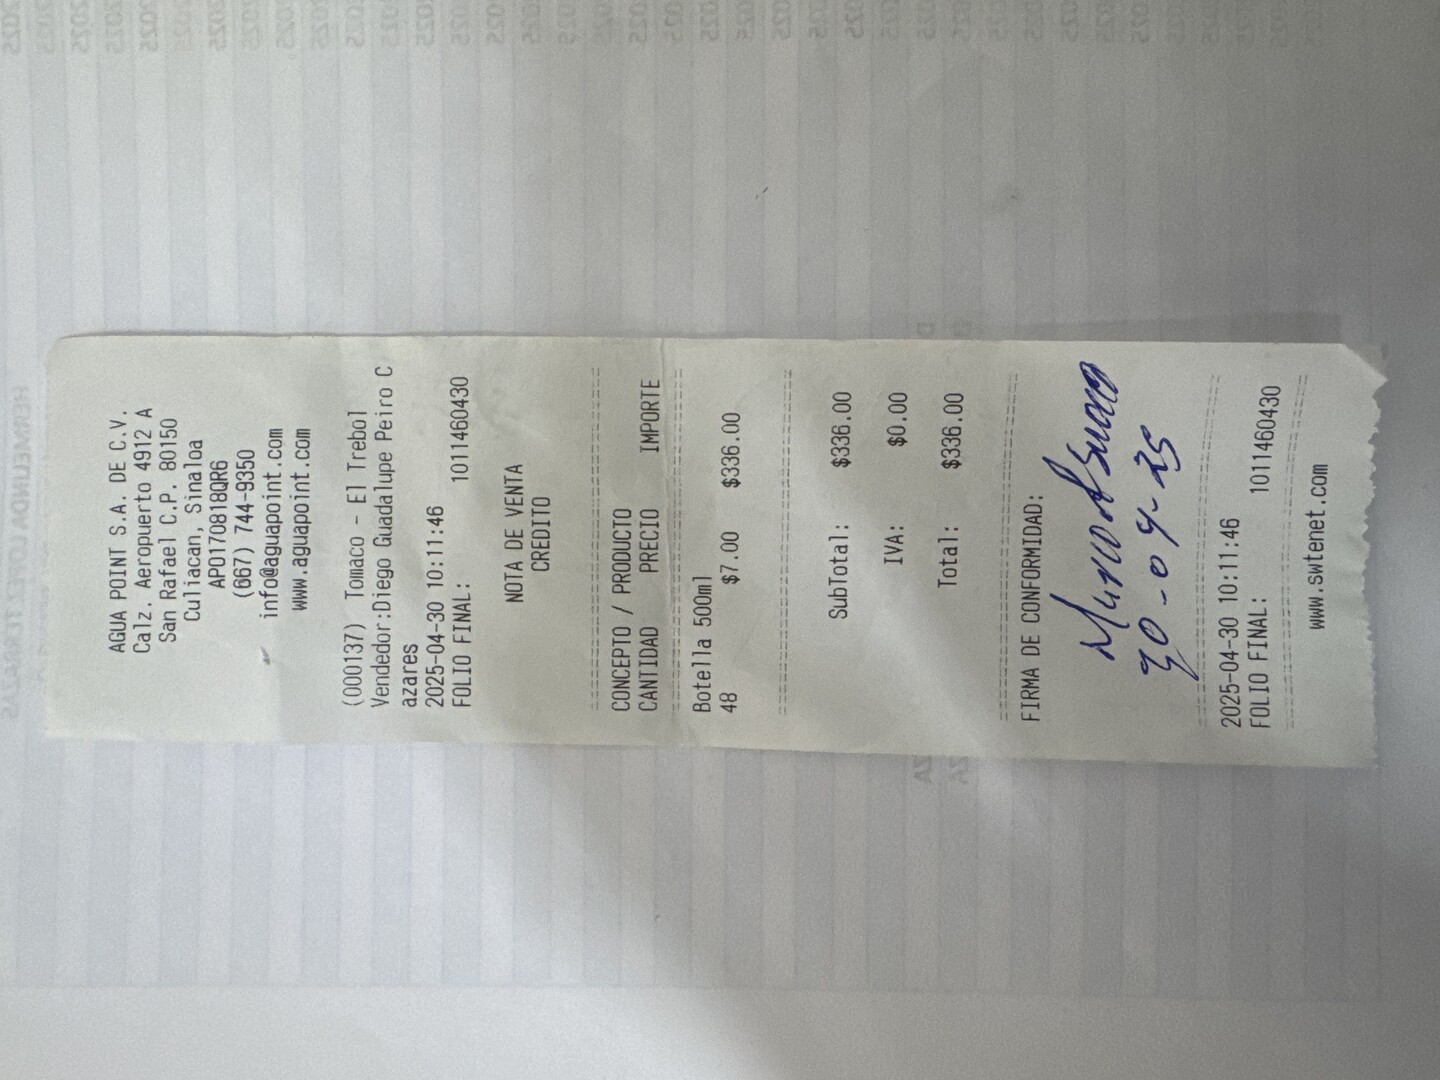 AGUA POINT S.A. DE C.V.
Calz. Aeropuerto 4912 A
San Rafael C.P. 80150
Culiacan, Sinaloa
APO170818QR6
(667) 744-9350
info@aguapoint.com
www.aguapoint.com
(000137) Tomaco - El Trebol
Vendedor:Diego Guadalupe Peiro C
azares
2025-04-30 10:11:46
FOLIO FINAL: 1011460430
NOTA DE VENTA
CREDITO
CONCEPTO / PRODUCTO
CANTIDAD PRECIO IMPORTE
Botella 500ml
48 $7.00 $336.00
SubTotal: $336.00
IVA: $0.00
Total: $336.00
FIRMA DE CONFORMIDAD:
30-04-25
2025-04-30 10:11:46
FOLIO FINAL: 1011460430
www.swtenet.com